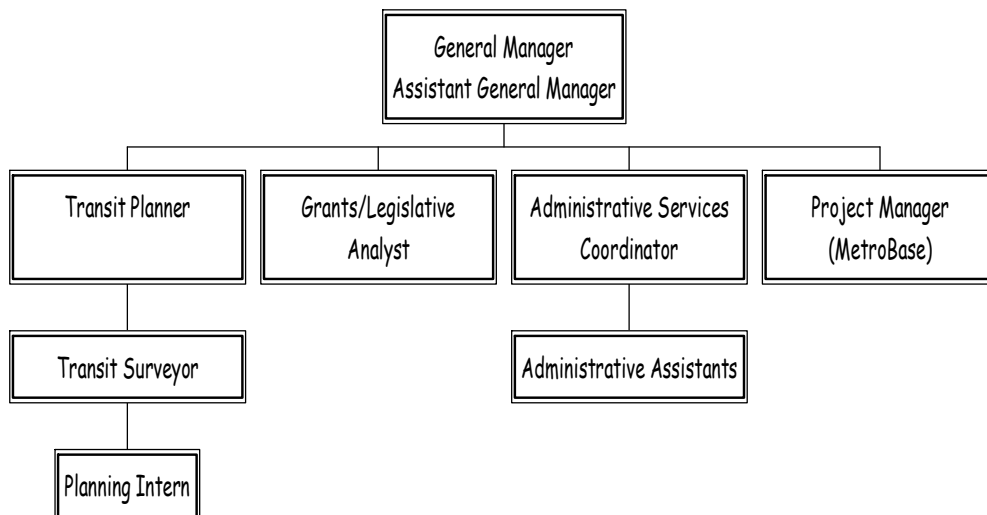 General Manager
Assistant General Manager
Transit Planner
Grants/Legislative
Analyst
Administrative Services
Coordinator
Project Manager
(MetroBase)
Transit Surveyor
Administrative Assistants
Planning Intern